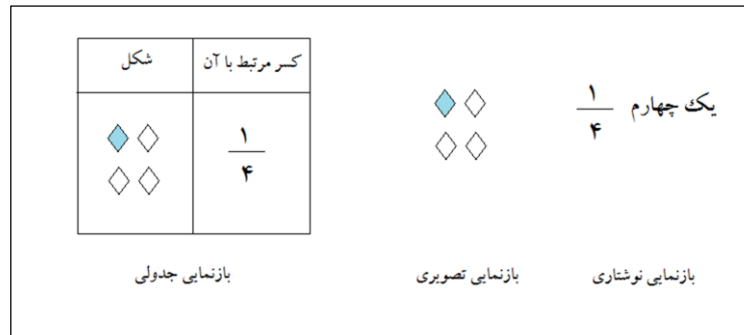 یک چهارم ۱/۴
کسر مرتبط با آن شکل
۱/۴
بازنمایی نوشتاری بازنمایی تصویری بازنمایی جدولی